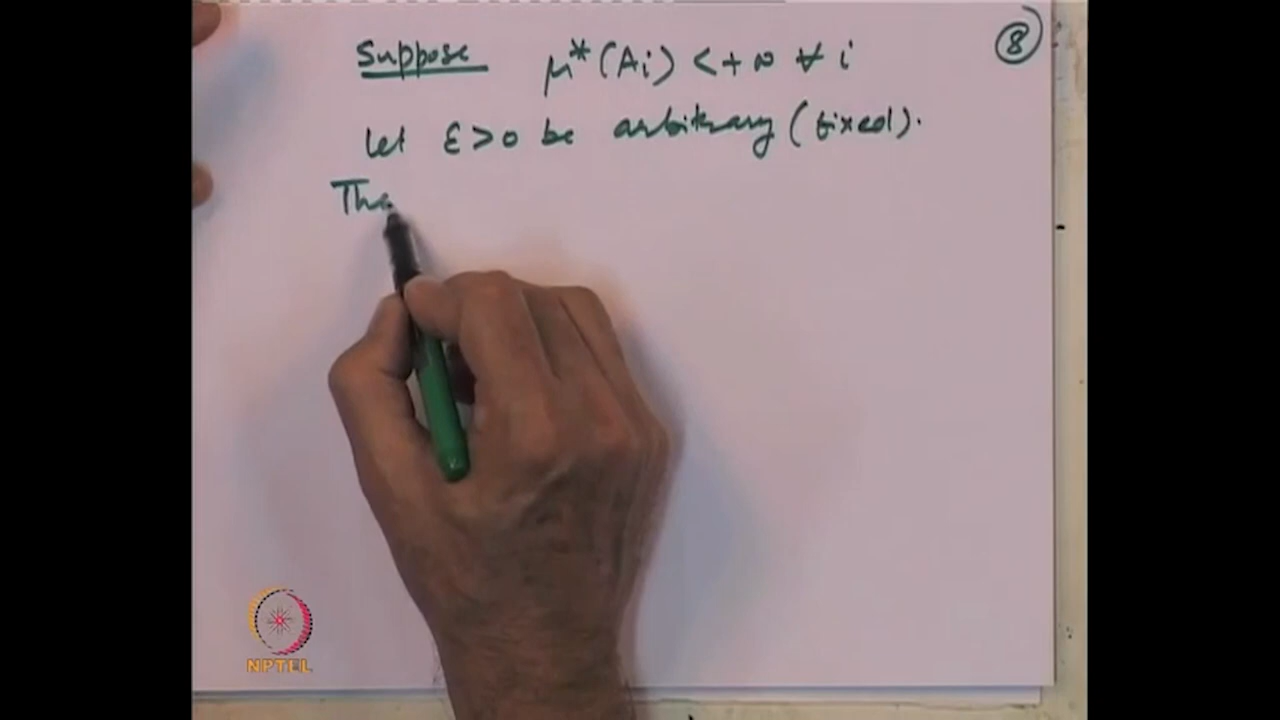 Suppose μ*(Ai) < +∞ ∀ i
⑧
Let ε>0 be arbitrary (fixed).
The
NPTEL